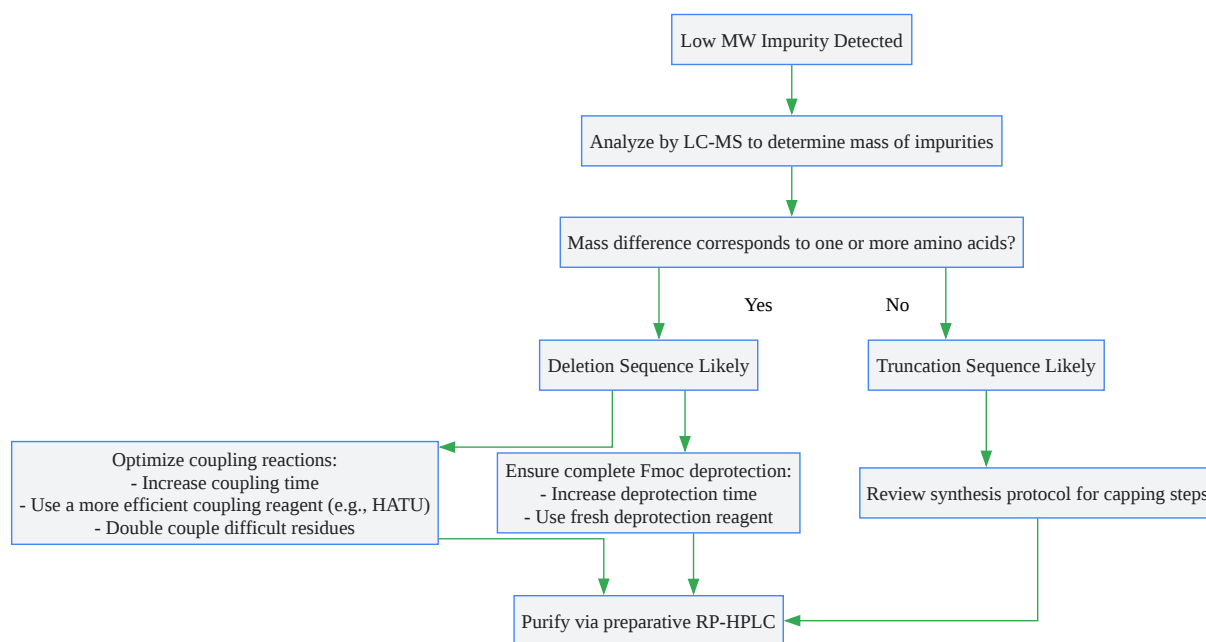 Low MW Impurity Detected
Analyze by LC-MS to determine mass of impurities
Mass difference corresponds to one or more amino acids?
Yes
No
Deletion Sequence Likely
Truncation Sequence Likely
Optimize coupling reactions:
- Increase coupling time
- Use a more efficient coupling reagent (e.g., HATU)
- Double couple difficult residues
Ensure complete Fmoc deprotection:
- Increase deprotection time
- Use fresh deprotection reagent
Review synthesis protocol for capping steps
Purify via preparative RP-HPLC